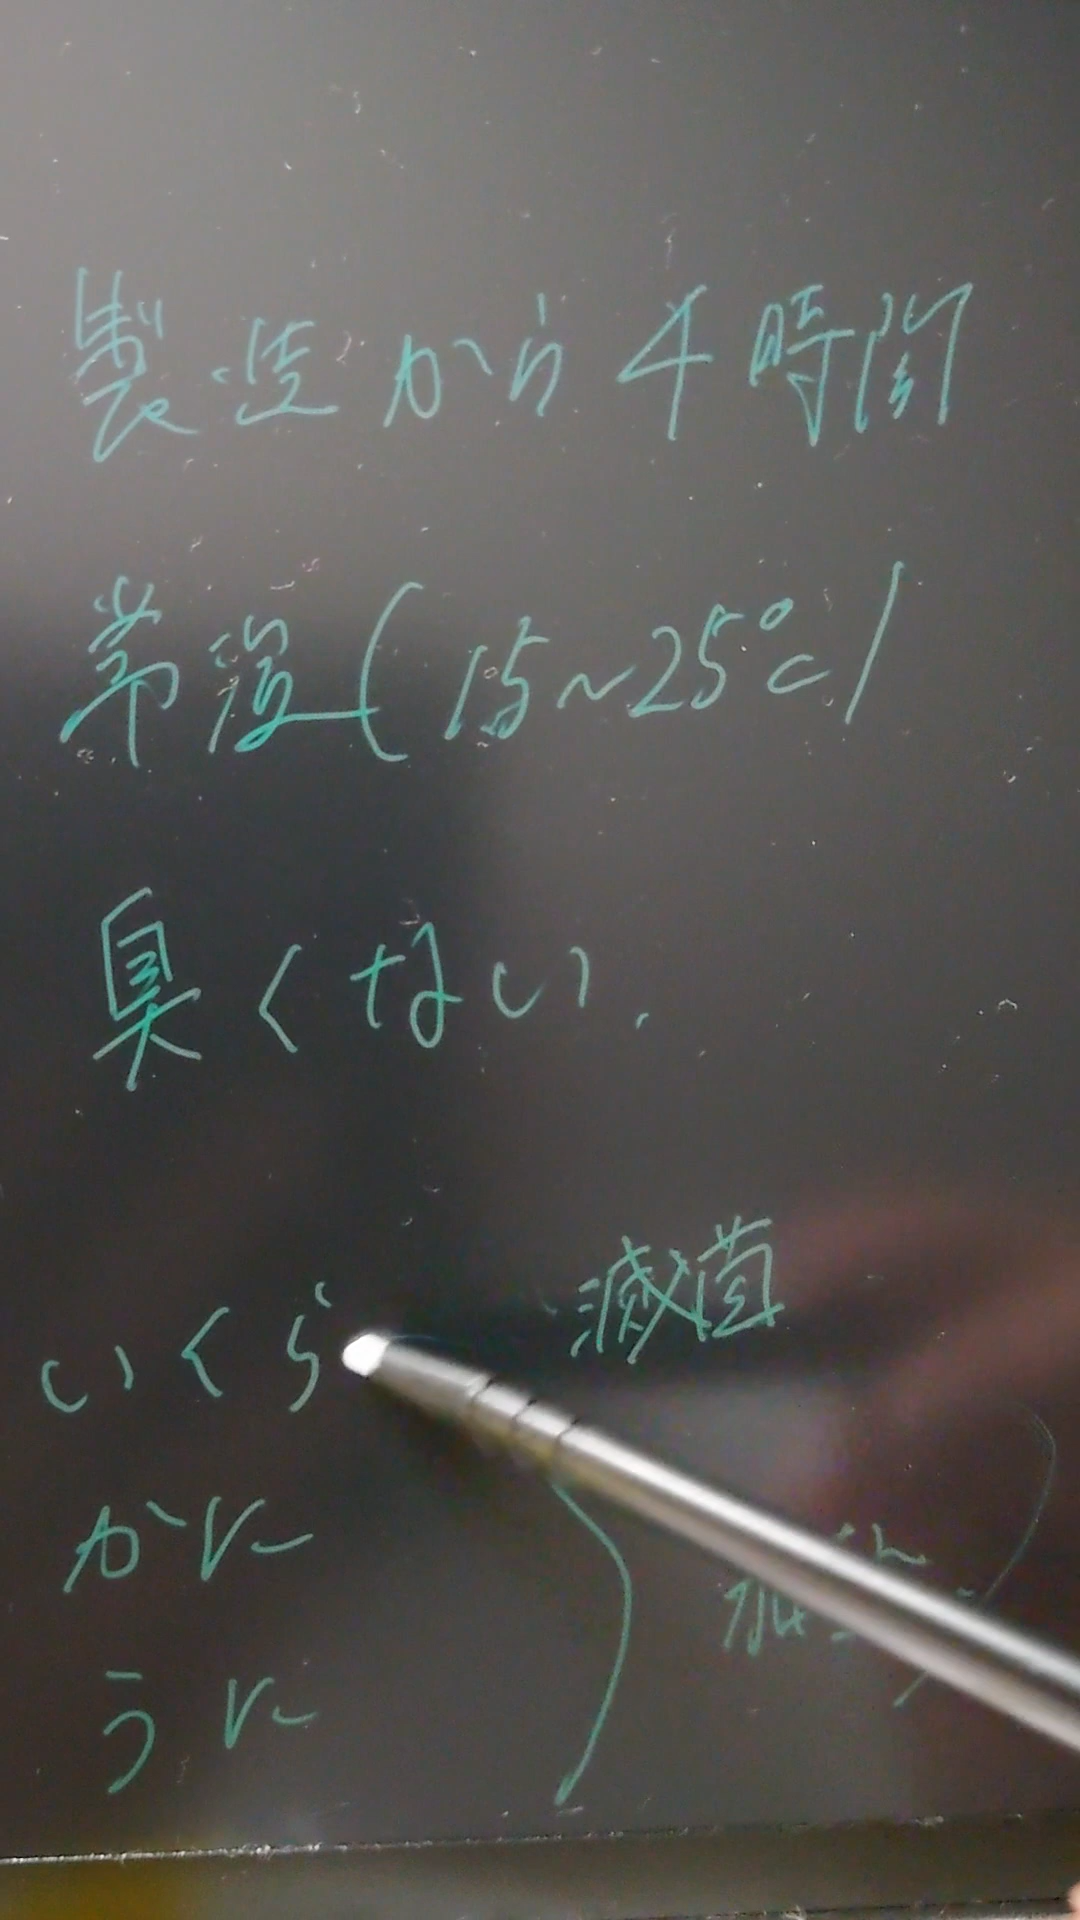 製造から4時間
常温(15~25℃)
臭くない.
滅菌
いくら
かに
うに